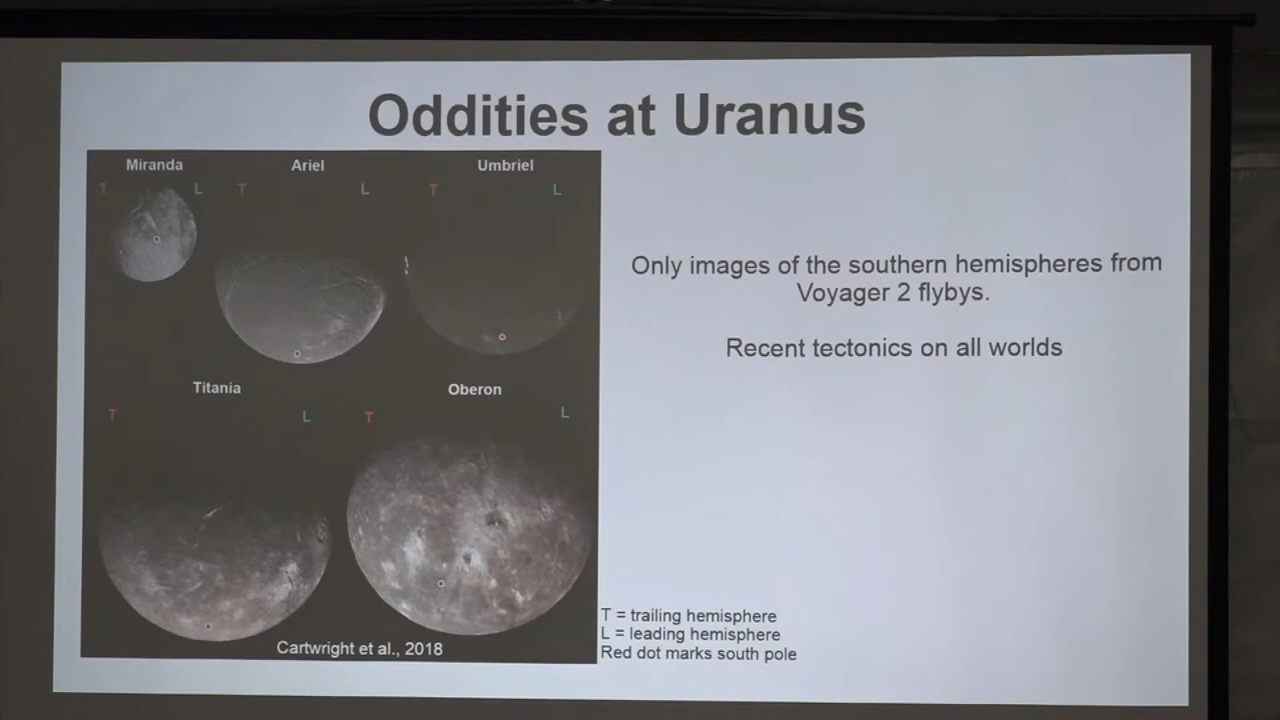 Oddities at Uranus
Miranda
Ariel
Umbriel
T
L
T
L
T
L
Only images of the southern hemispheres from
Voyager 2 flybys.
Recent tectonics on all worlds
Titania
Oberon
T
L
T
L
Cartwright et al., 2018
T = trailing hemisphere
L = leading hemisphere
Red dot marks south pole